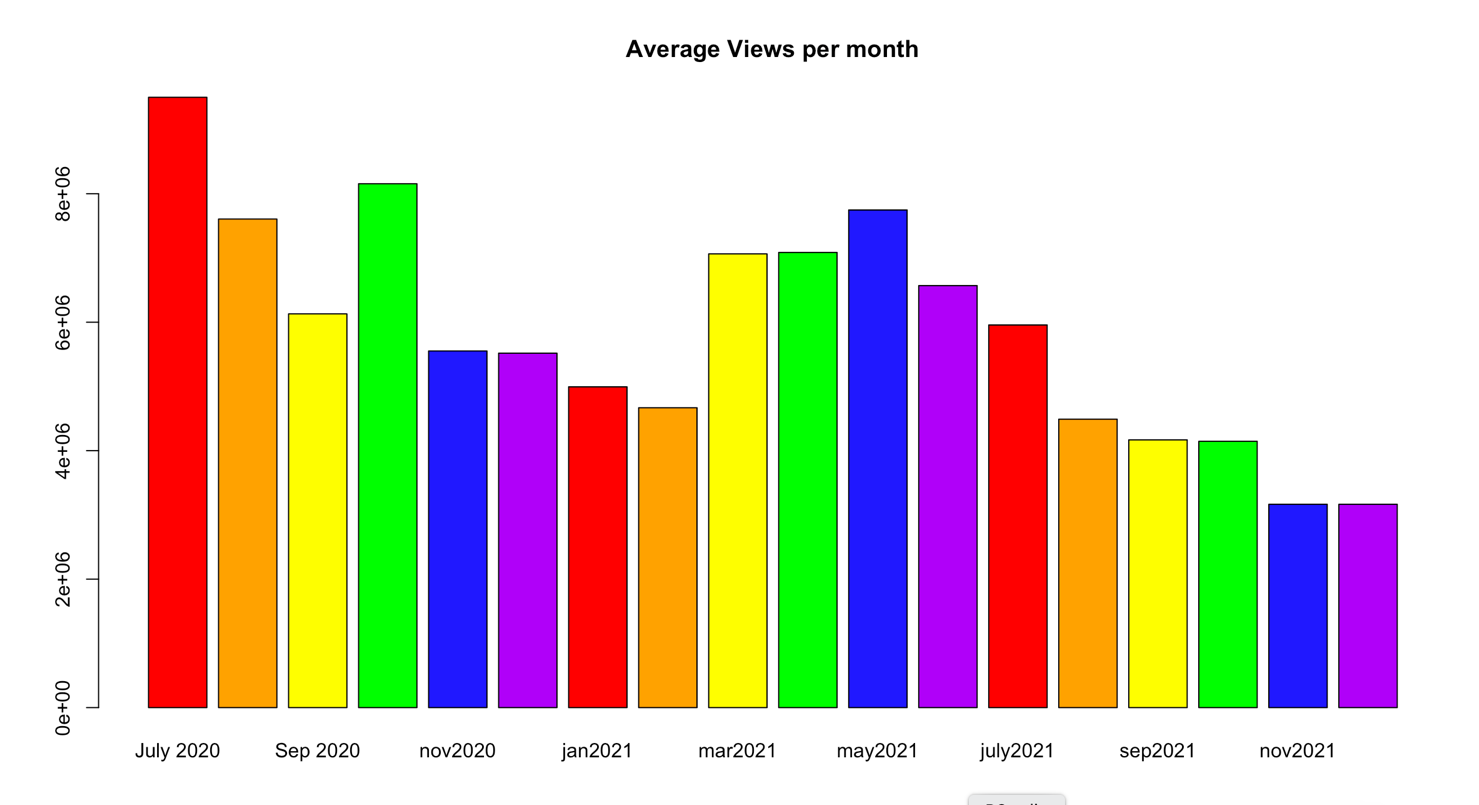 Average Views per month
8e+06
6e+06
4e+06
2e+06
0e+00
July 2020 Sep 2020 nov2020 jan2021 mar2021 may2021 july2021 sep2021 nov2021